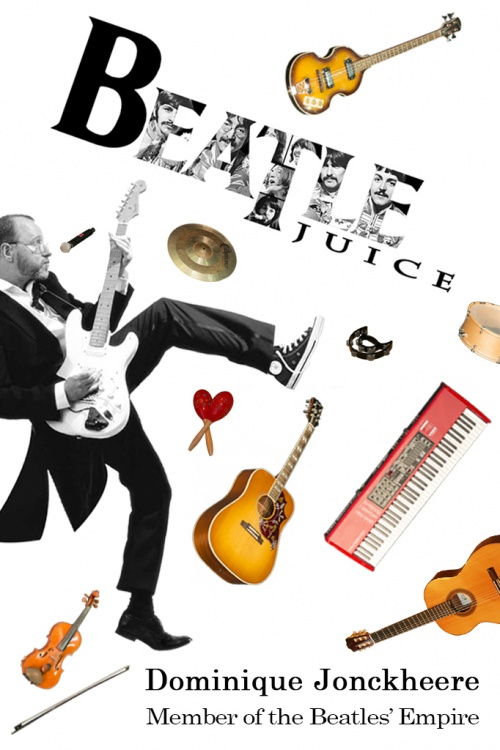 BEATLE
JUICE
Dominique Jonckheere
Member of the Beatles' Empire